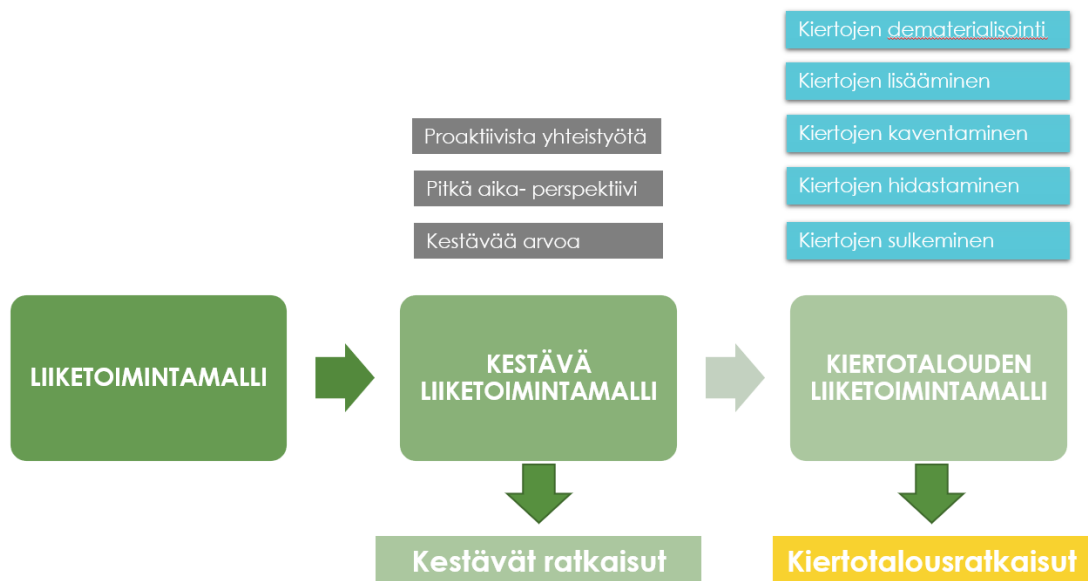 Kiertojen dematerialisointi
Kiertojen lisääminen
Proaktiivista yhteistyötä
Kiertojen kaventaminen
Pitkä aika- perspektiivi
Kiertojen hidastaminen
Kestävää arvoa
Kiertojen sulkeminen
LIIKETOIMINTAMALLI
KESTÄVÄ
LIIKETOIMINTAMALLI
KIERTOTALOUDEN
LIIKETOIMINTAMALLI
Kestävät ratkaisut
Kiertotalousratkaisut